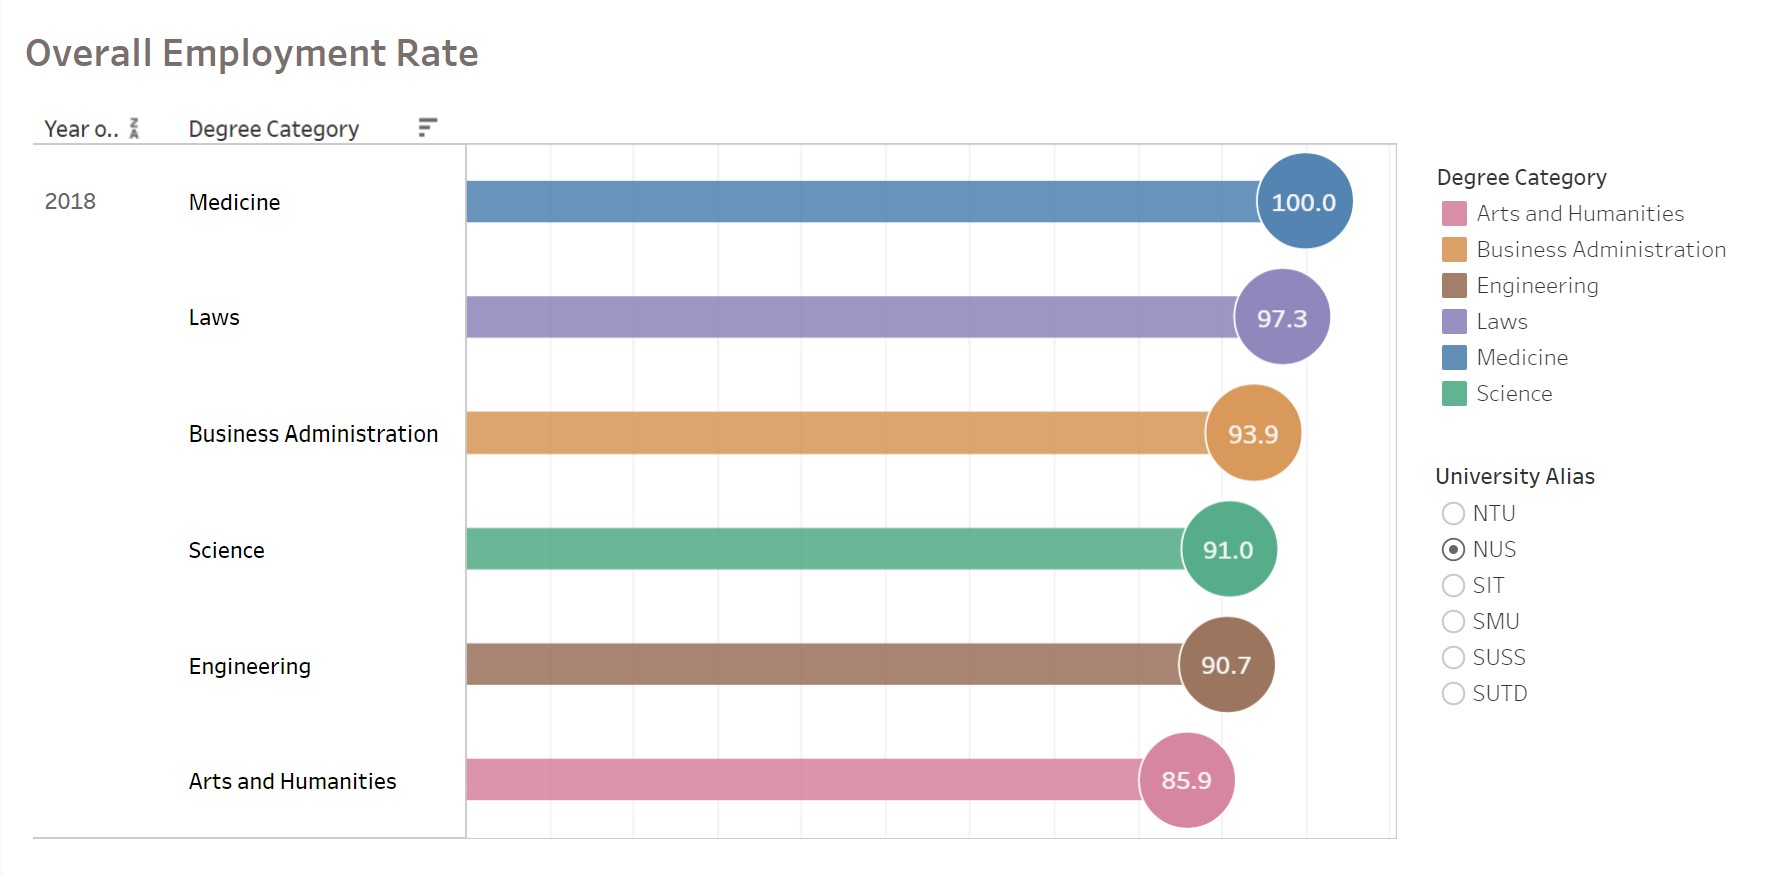 Overall Employment Rate
Year o.. Degree Category
2018 Medicine 100.0
Laws 97.3
Business Administration 93.9
Science 91.0
Engineering 90.7
Arts and Humanities 85.9
Degree Category
Arts and Humanities
Business Administration
Engineering
Laws
Medicine
Science
University Alias
NTU
NUS
SIT
SMU
SUSS
SUTD